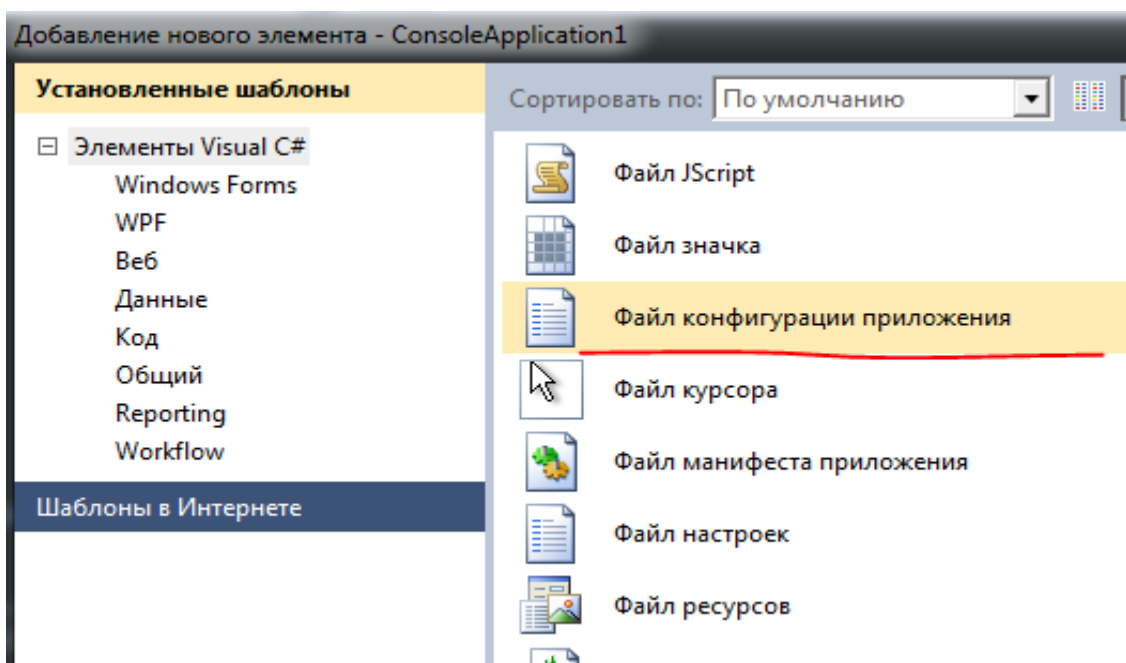 Добавление нового элемента - ConsoleApplication1
Установленные шаблоны
Элементы Visual C#
Windows Forms
WPF
Веб
Данные
Код
Общий
Reporting
Workflow
Шаблоны в Интернете
Сортировать по: По умолчанию
Файл JScript
Файл значка
Файл конфигурации приложения
Файл курсора
Файл манифеста приложения
Файл настроек
Файл ресурсов